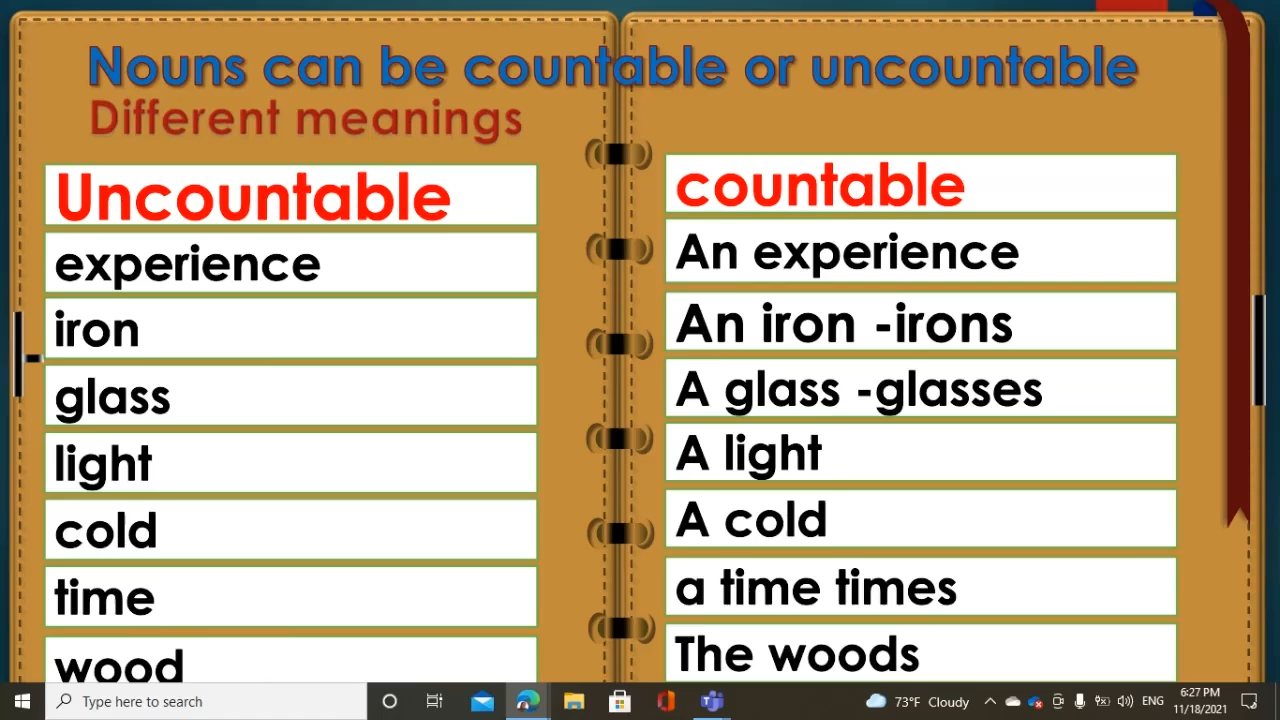 Nouns can be countable or uncountable
Different meanings
Uncountable
experience
iron
glass
light
cold
time
wood
countable
An experience
An iron -irons
A glass -glasses
A light
A cold
a time times
The woods
Type here to search
73°F Cloudy
ENG
6:27 PM
11/18/2021